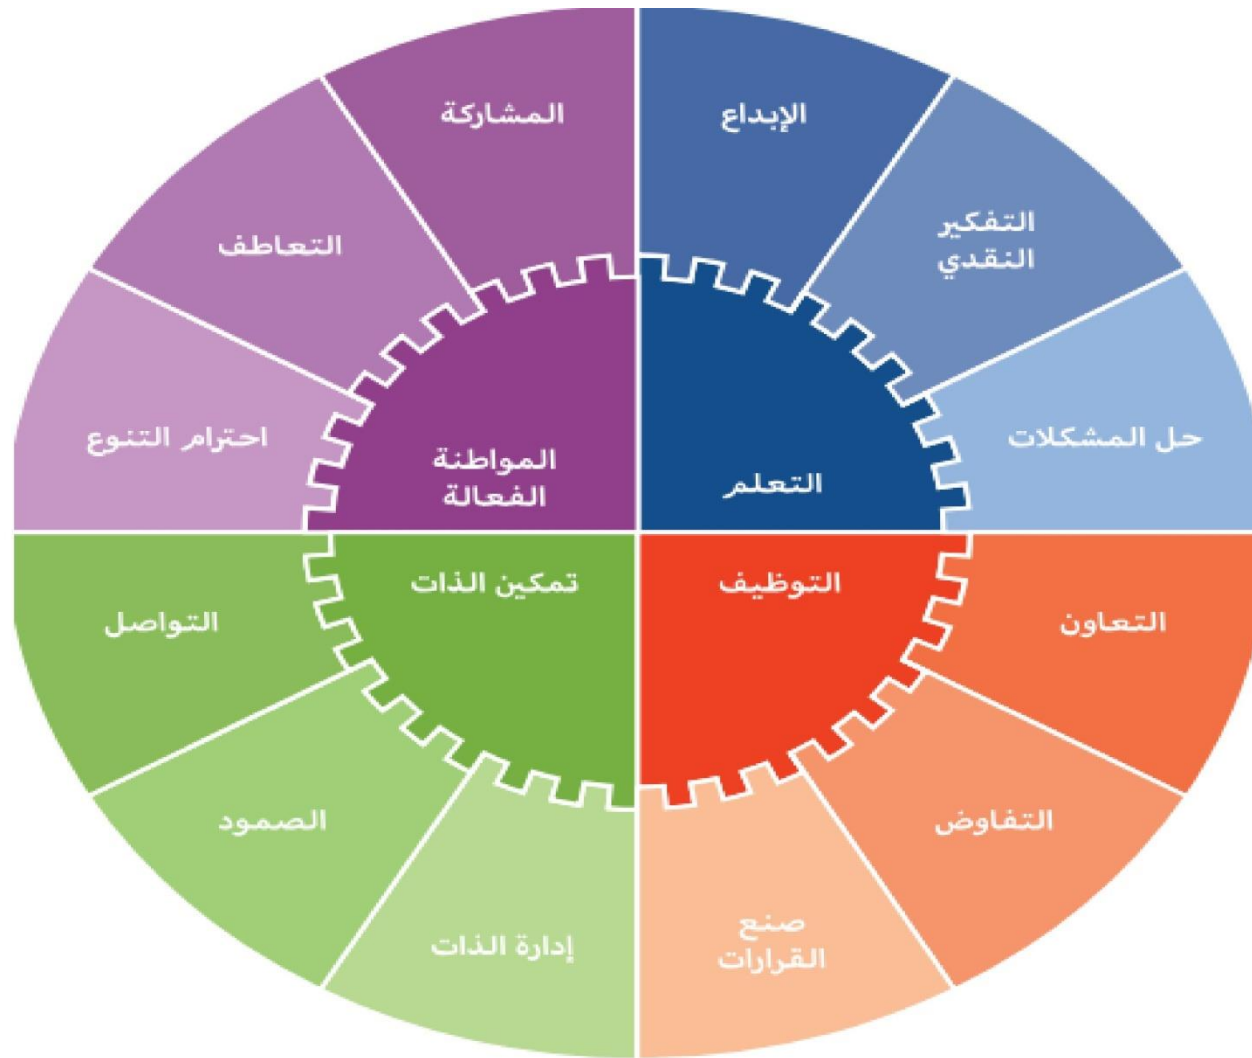 الإبداع
المشاركة
التفكير
النقدي
التعاطف
حل المشكلات
احترام التنوع
المواطنة
الفعالة
التعلم
التوظيف
تمكين الذات
التعاون
التواصل
التفاوض
الصمود
صنع
القرارات
إدارة الذات